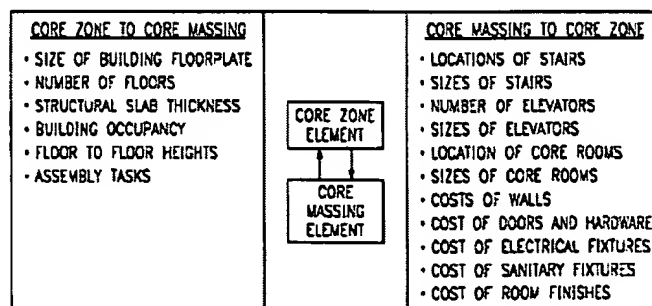 CORE ZONE TO CORE MASSING
• SIZE OF BUILDING FLOORPLATE
• NUMBER OF FLOORS
• STRUCTURAL SLAB THICKNESS
• BUILDING OCCUPANCY
• FLOOR TO FLOOR HEIGHTS
• ASSEMBLY TASKS
CORE ZONE
ELEMENT
CORE
MASSING
ELEMENT
CORE MASSING TO CORE ZONE
• LOCATIONS OF STAIRS
• SIZES OF STAIRS
• NUMBER OF ELEVATORS
• SIZES OF ELEVATORS
• LOCATION OF CORE ROOMS
• SIZES OF CORE ROOMS
• COSTS OF WALLS
• COST OF DOORS AND HARDWARE
• COST OF ELECTRICAL FIXTURES
• COST OF SANITARY FIXTURES
• COST OF ROOM FINISHES